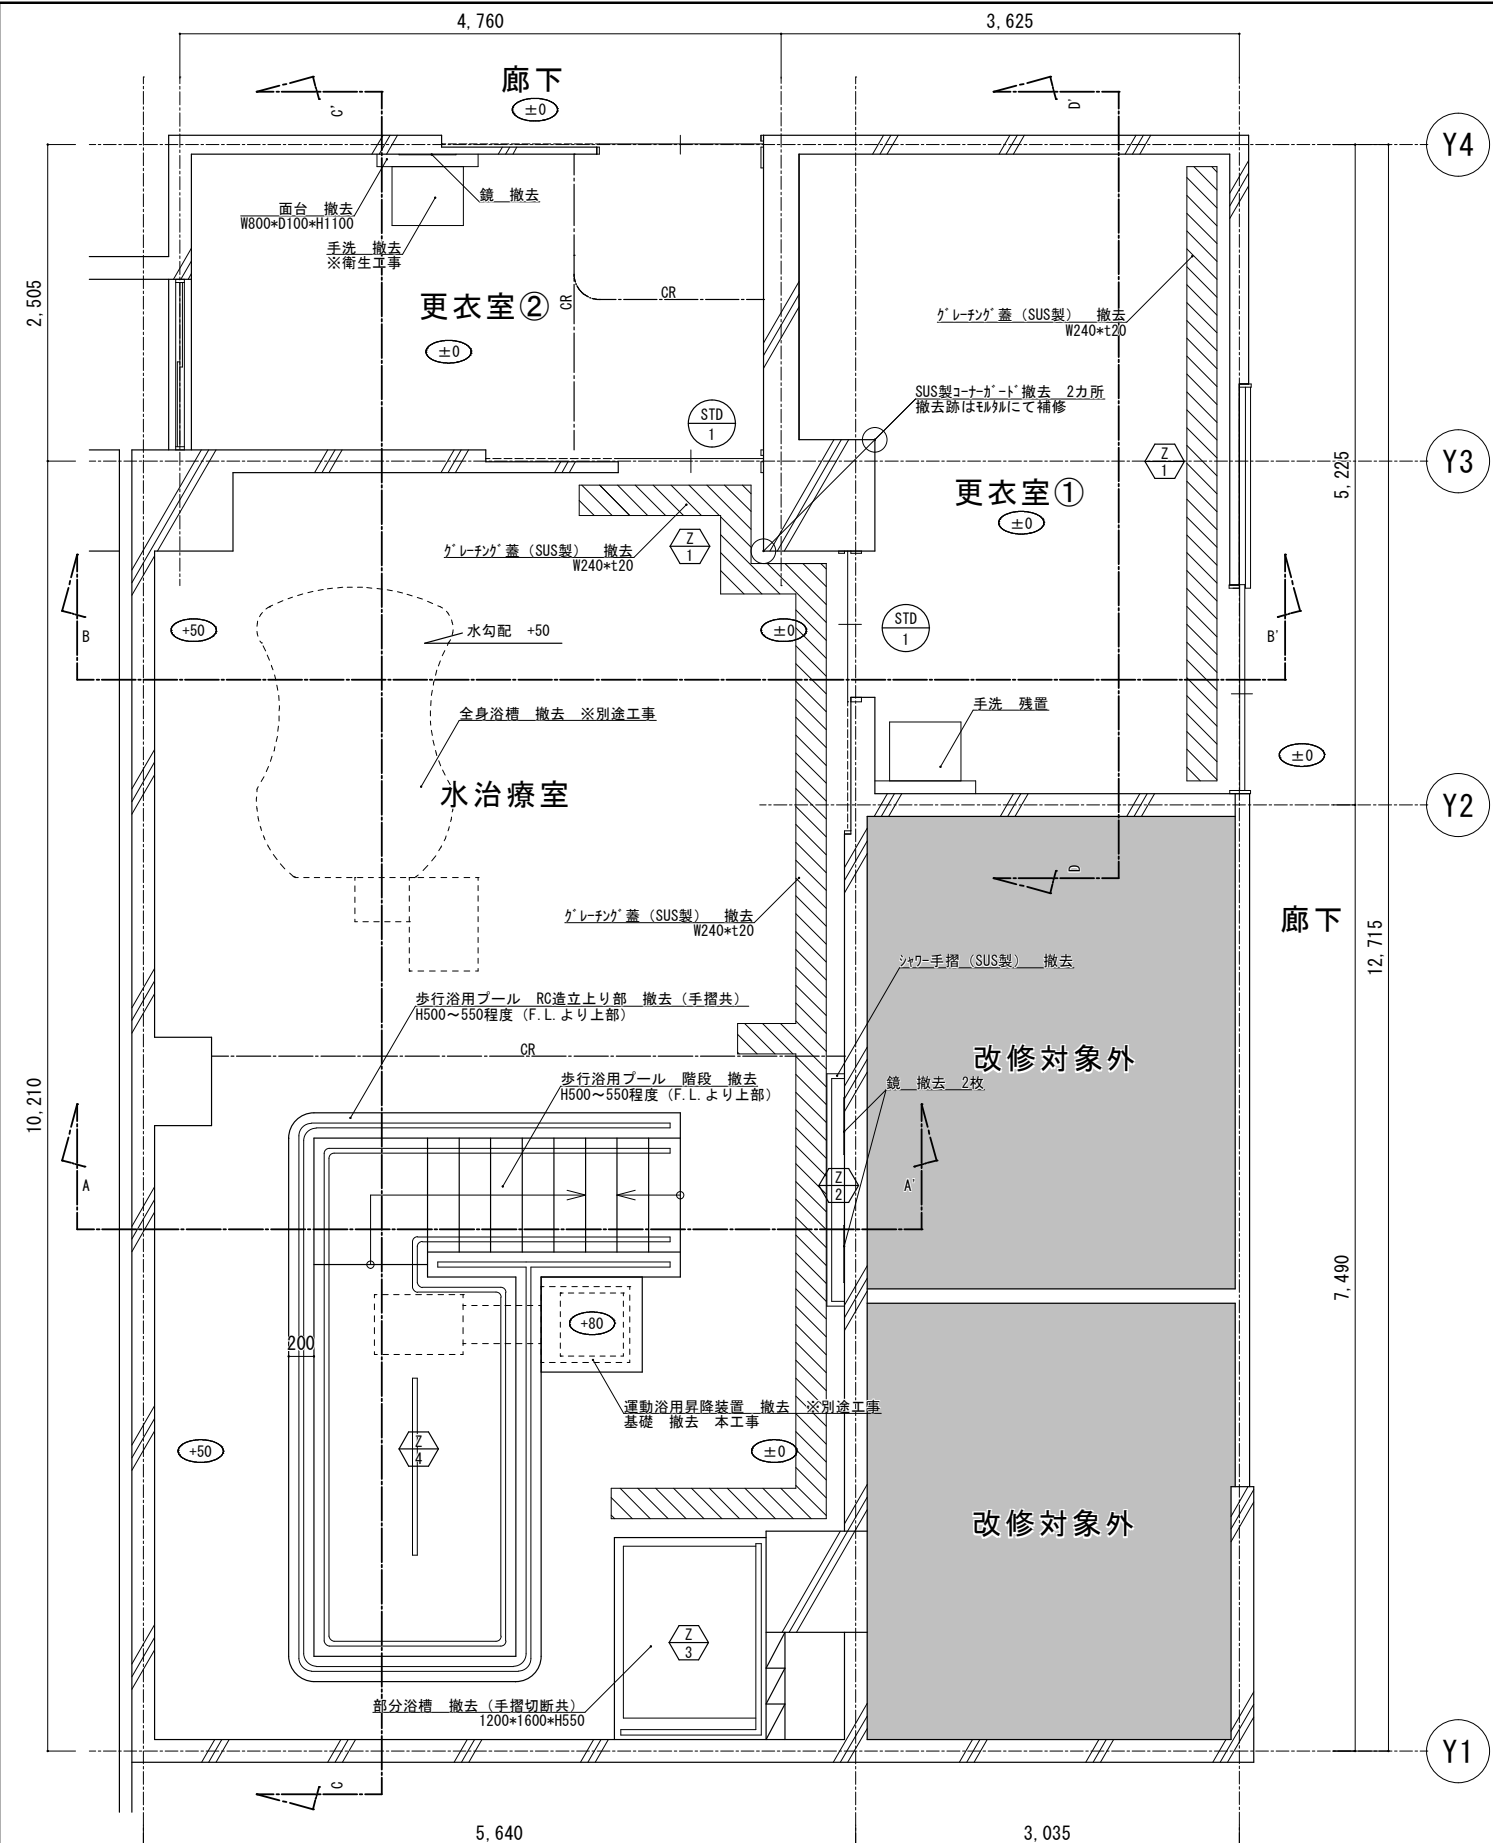 4,760
3,625
廊下
±0
C'
D'
Y4
面台 撤去
W800*D100*H1100
鏡 撤去
手洗 撤去
※衛生工事
更衣室②
±0
CR
CR
2,505
グレーチング蓋（SUS製） 撤去
W240*t20
SUS製コーナーガード撤去 2カ所
撤去跡はモルタルにて補修
STD
1
Z
1
Y3
更衣室①
±0
5,225
グレーチング蓋（SUS製） 撤去
W240*t20
Z
1
B
+50
水勾配 +50
±0
STD
1
B'
全身浴槽 撤去 ※別途工事
手洗 残置
±0
水治療室
Y2
D
グレーチング蓋（SUS製） 撤去
W240*t20
廊下
12,715
シャワー手摺（SUS製） 撤去
歩行浴用プール RC造立上り部 撤去（手摺共）
H500～550程度（F.L.より上部）
CR
改修対象外
歩行浴用プール 階段 撤去
H500～550程度（F.L.より上部）
鏡 撤去 2枚
10,210
A
Z
2
A'
7,490
+80
200
運動浴用昇降装置 撤去 ※別途工事
基礎 撤去 本工事
+50
Z
4
±0
改修対象外
Z
3
部分浴槽 撤去（手摺切断共）
1200*1600*H550
Y1
C
5,640
3,035